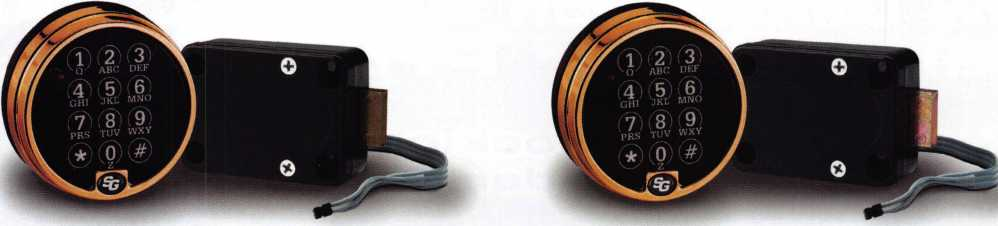 1 2 3
Q ABC DEF
4 5 6
GHI JKL MNO
7 8 9
PRS TUV WXY
* 0 #
Z
SG
1 2 3
Q ABC DEF
4 5 6
GHI JKL MNO
7 8 9
PRS TUV WXY
* 0 #
Z
SG